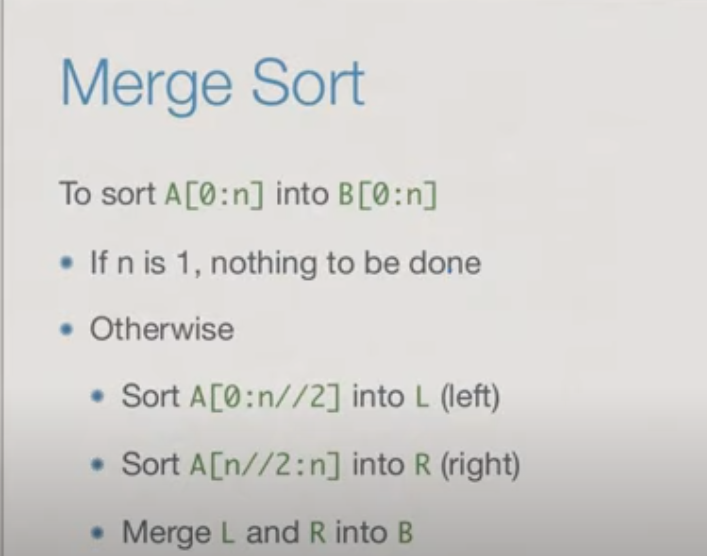 Merge Sort
To sort A[0:n] into B[0:n]
• If n is 1, nothing to be done
• Otherwise
• Sort A[0:n//2] into L (left)
• Sort A[n//2:n] into R (right)
• Merge L and R into B